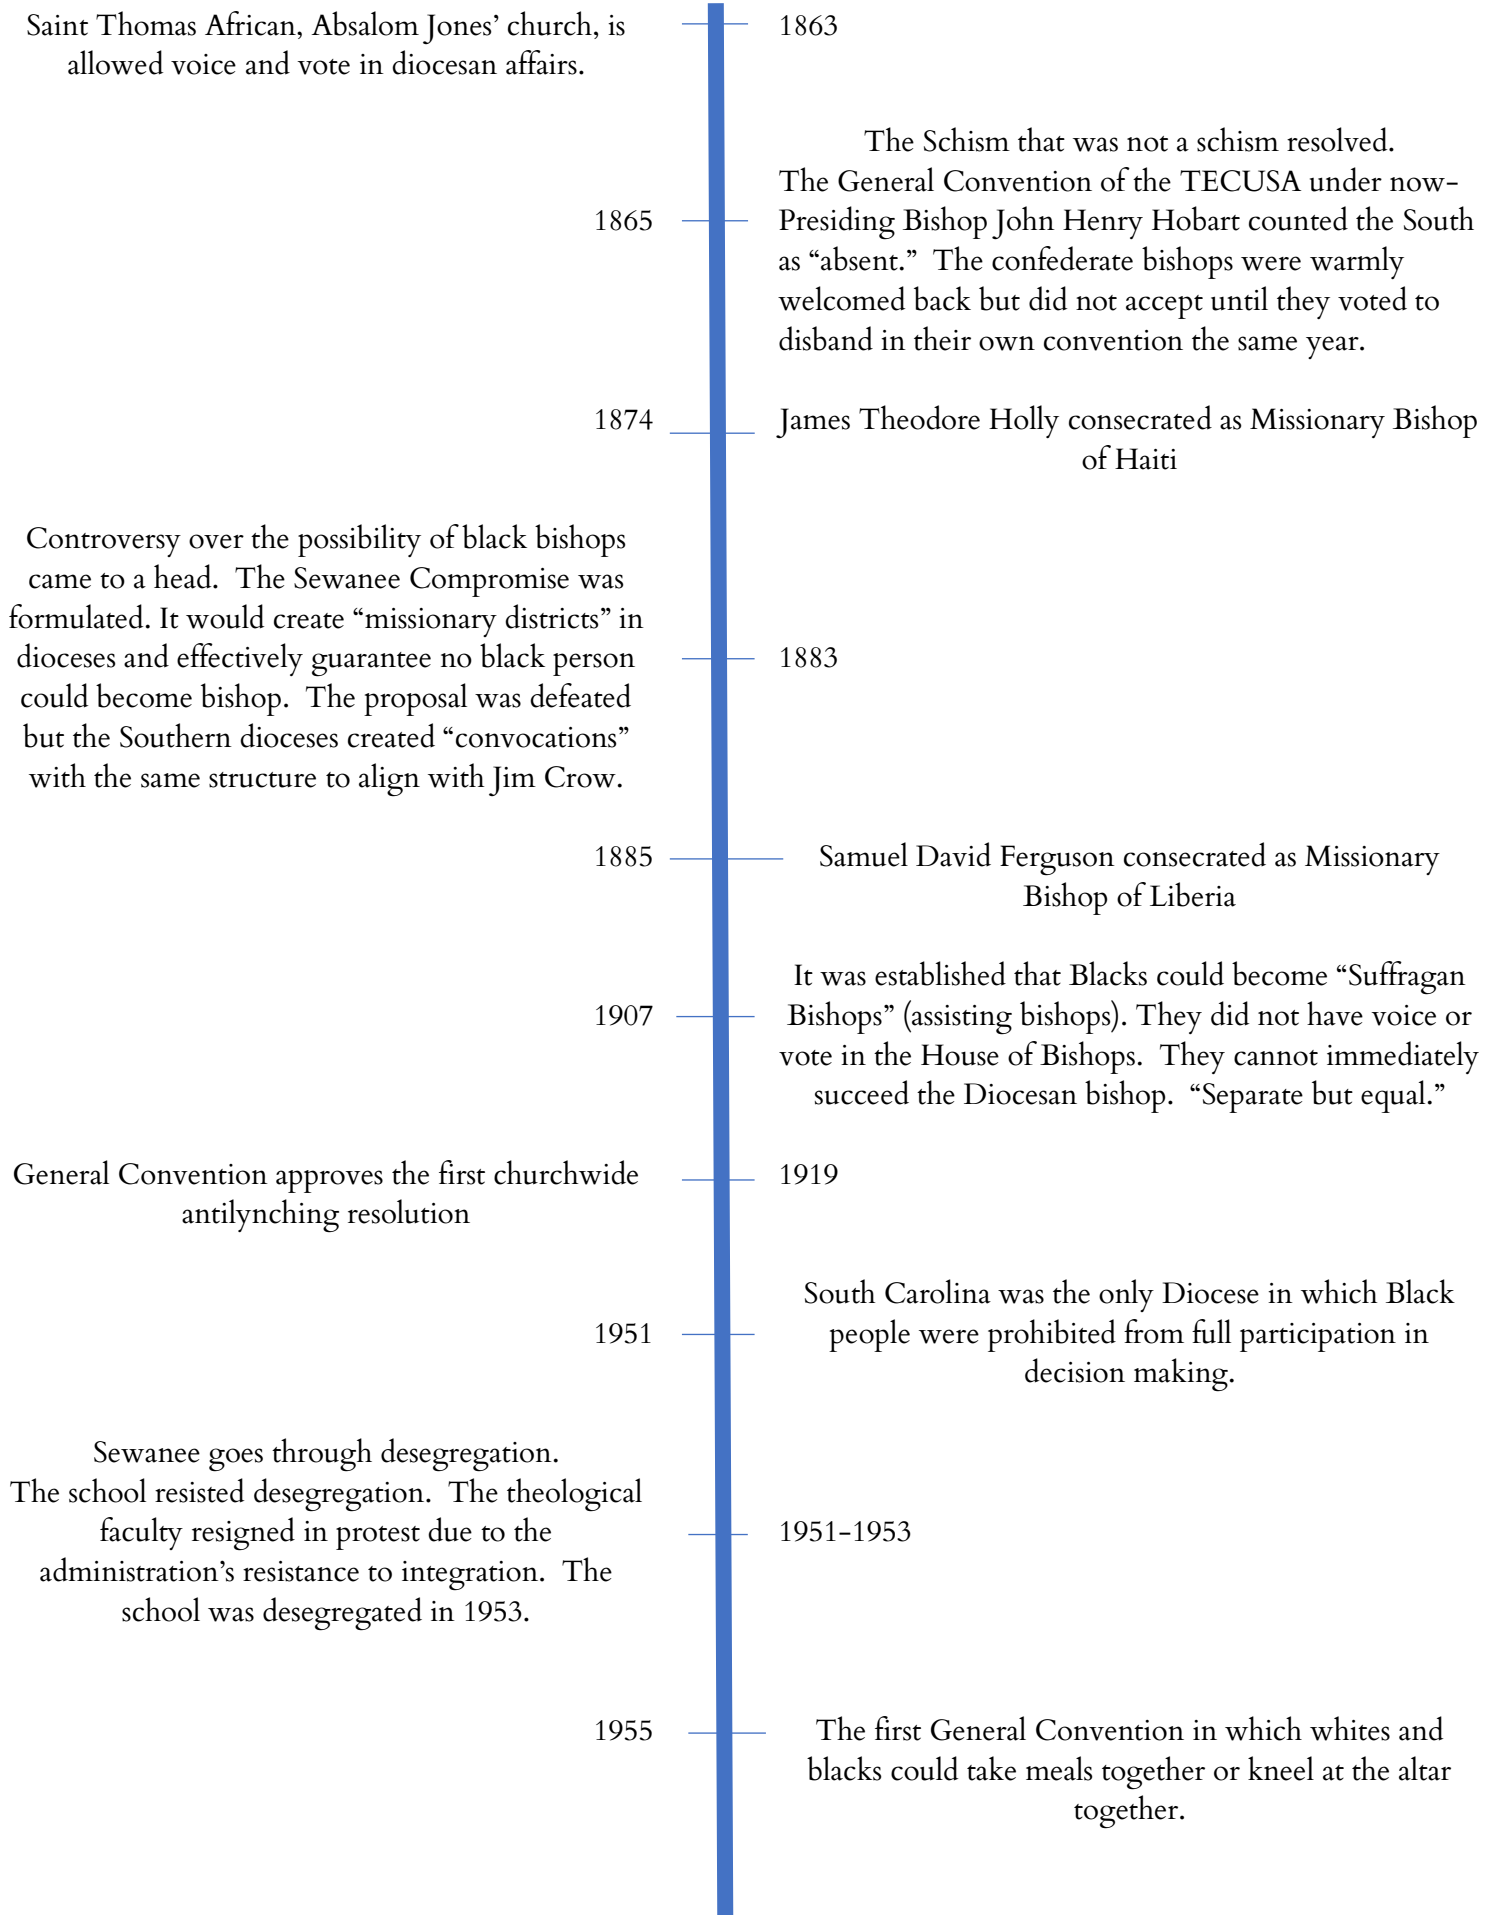 Saint Thomas African, Absalom Jones’ church, is
allowed voice and vote in diocesan affairs.
1863
1865
The Schism that was not a schism resolved.
The General Convention of the TECUSA under now-
Presiding Bishop John Henry Hobart counted the South
as “absent.”  The confederate bishops were warmly
welcomed back but did not accept until they voted to
disband in their own convention the same year.
1874
James Theodore Holly consecrated as Missionary Bishop
of Haiti
Controversy over the possibility of black bishops
came to a head.  The Sewanee Compromise was
formulated. It would create “missionary districts” in
dioceses and effectively guarantee no black person
could become bishop.  The proposal was defeated
but the Southern dioceses created “convocations”
with the same structure to align with Jim Crow.
1883
1885
Samuel David Ferguson consecrated as Missionary
Bishop of Liberia
1907
It was established that Blacks could become “Suffragan
Bishops” (assisting bishops). They did not have voice or
vote in the House of Bishops.  They cannot immediately
succeed the Diocesan bishop.  “Separate but equal.”
General Convention approves the first churchwide
antilynching resolution
1919
1951
South Carolina was the only Diocese in which Black
people were prohibited from full participation in
decision making.
Sewanee goes through desegregation.
The school resisted desegregation.  The theological
faculty resigned in protest due to the
administration’s resistance to integration.  The
school was desegregated in 1953.
1951-1953
1955
The first General Convention in which whites and
blacks could take meals together or kneel at the altar
together.